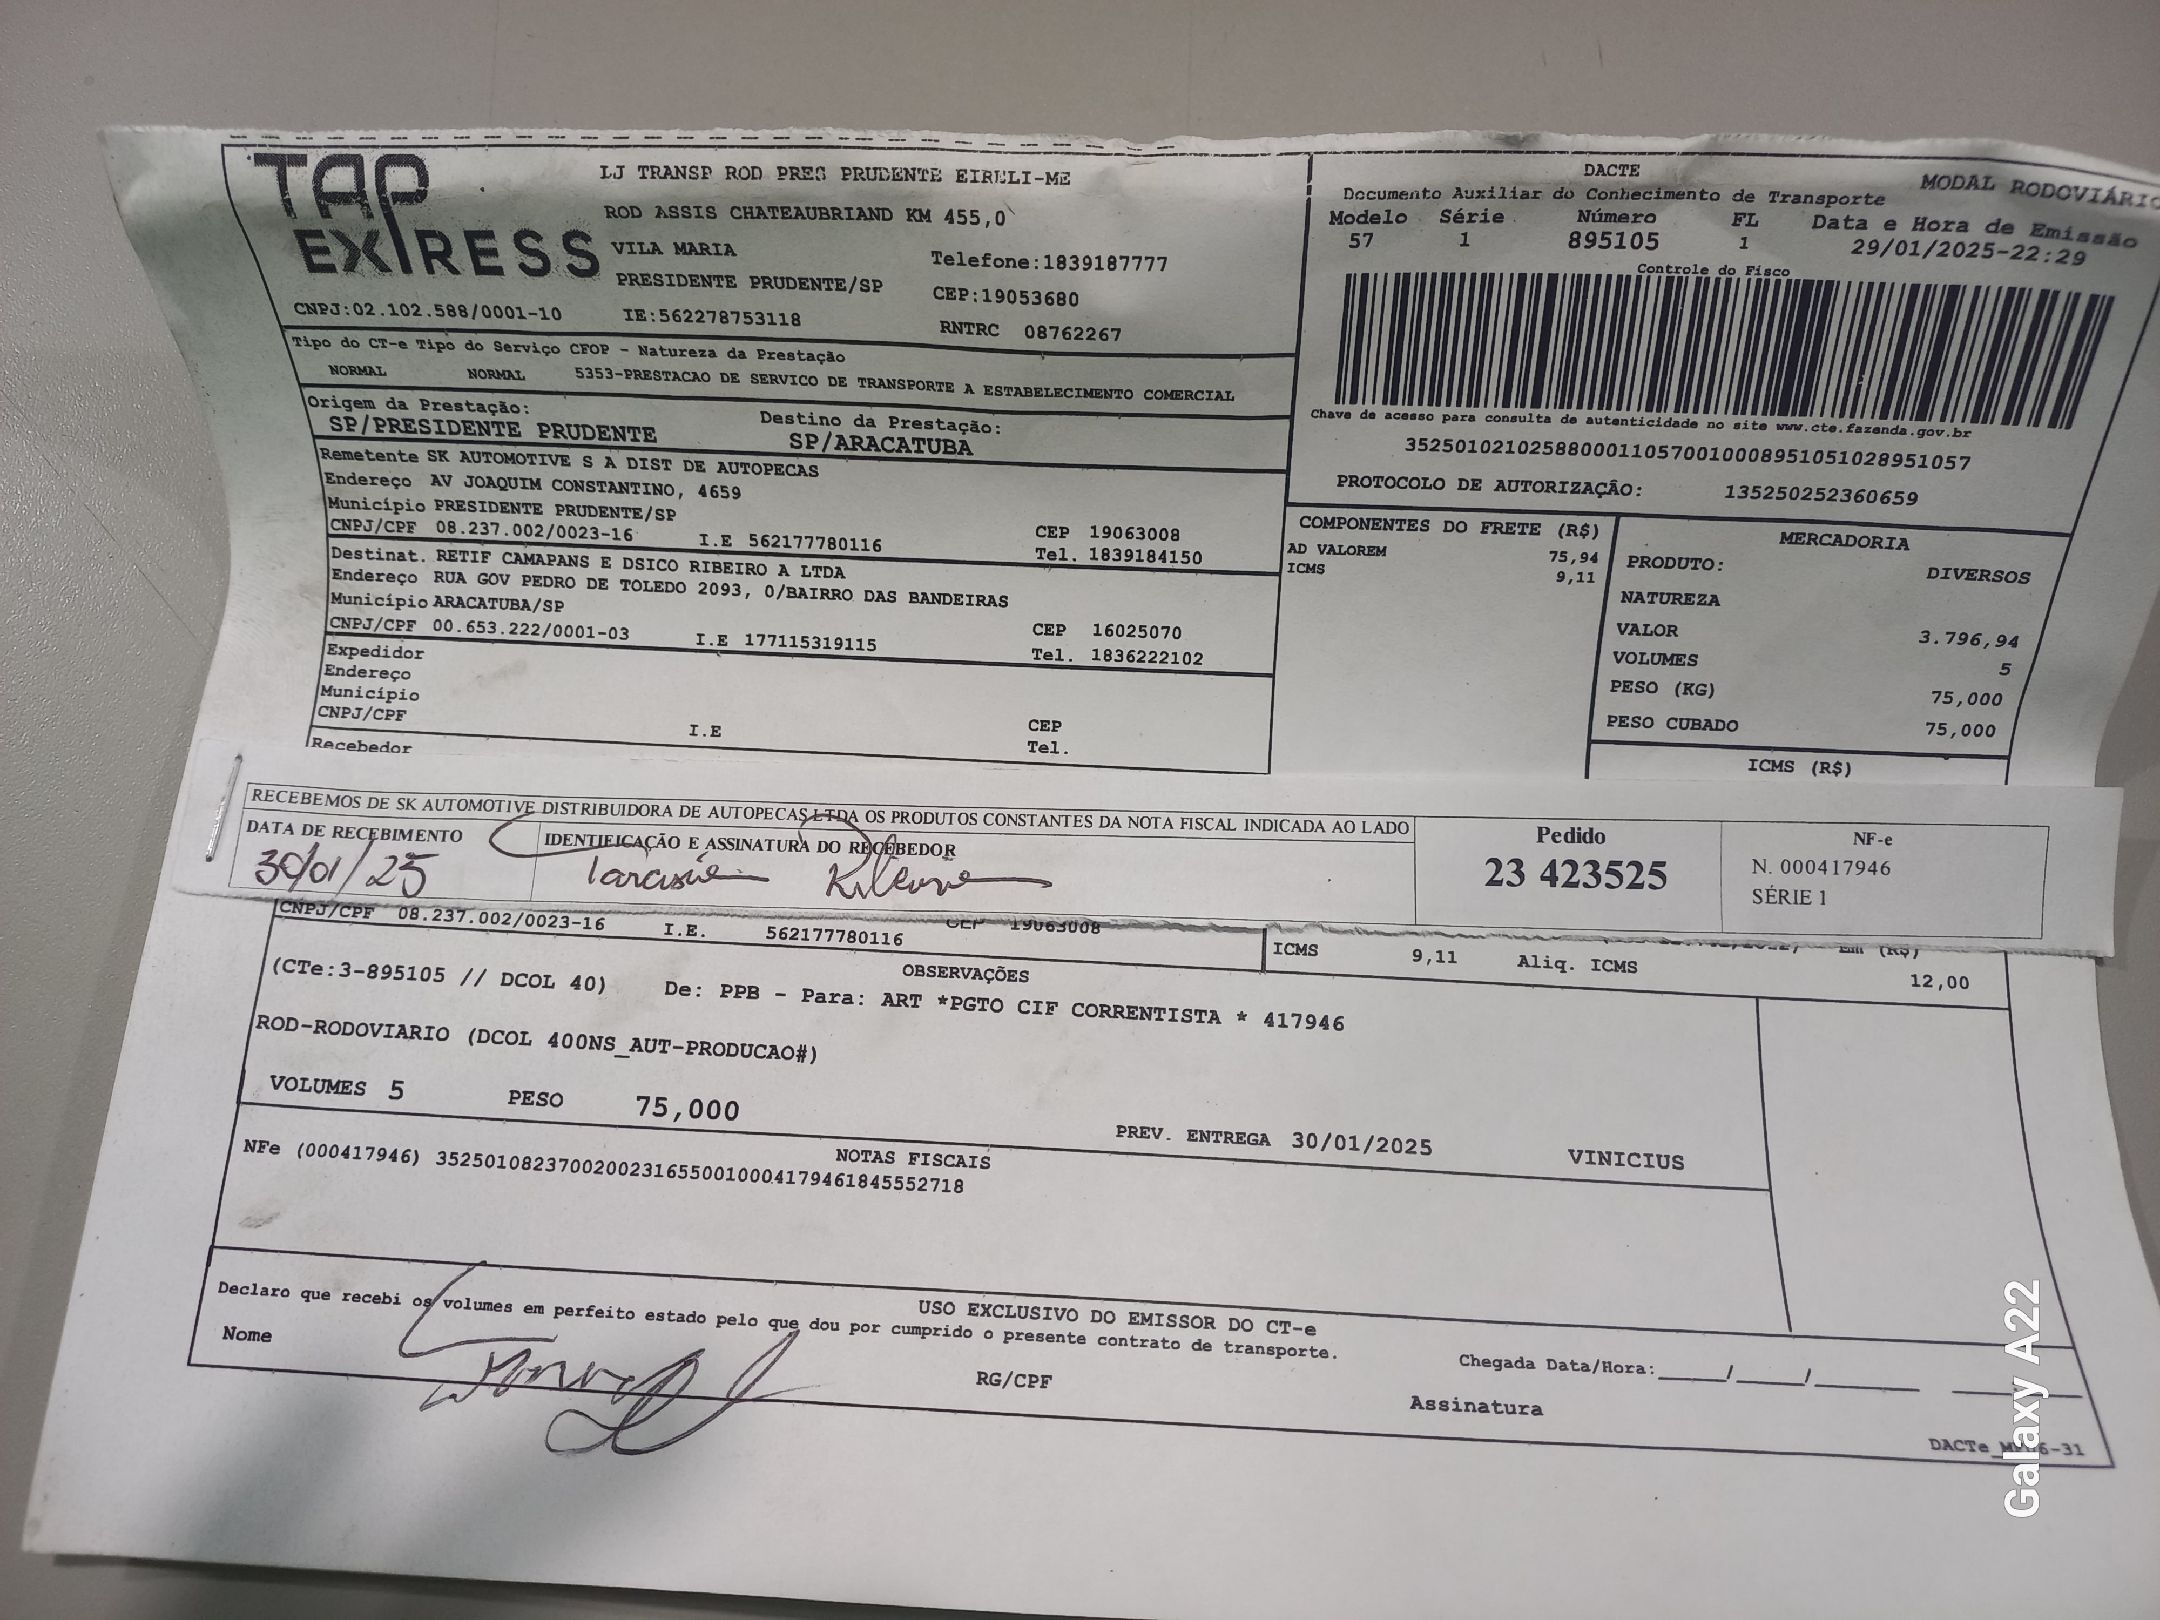 TAP EXPRESS
LJ TRANSP ROD PRES PRUDENTE EIRELI-ME
ROD ASSIS CHATEAUBRIAND KM 455,0
VILA MARIA
Telefone:1839187777
PRESIDENTE PRUDENTE/SP
CEP:19053680
CNPJ:02.102.588/0001-10
IE:562278753118
RNTRC 08762267
DACTE
MODAL RODOVIÁRIO
Documento Auxiliar do Conhecimento de Transporte
Modelo Série Número FL Data e Hora de Emissão
57 1 895105 1 29/01/2025-22:29
Controle do Fisco
Chave de acesso para consulta de autenticidade no site www.cte.fazenda.gov.br
35250102102588000110570010008951051028951057
PROTOCOLO DE AUTORIZAÇÃO: 135250252360659
Tipo do CT-e Tipo do Serviço CFOP - Natureza da Prestação
NORMAL NORMAL 5353-PRESTACAO DE SERVICO DE TRANSPORTE A ESTABELECIMENTO COMERCIAL
Origem da Prestação: Destino da Prestação:
SP/PRESIDENTE PRUDENTE SP/ARACATUBA
Remetente SK AUTOMOTIVE S A DIST DE AUTOPECAS
Endereço AV JOAQUIM CONSTANTINO, 4659
Município PRESIDENTE PRUDENTE/SP CEP 19063008
CNPJ/CPF 08.237.002/0023-16 I.E 562177780116 Tel. 1839184150
Destinat. RETIF CAMAPANS E DSICO RIBEIRO A LTDA
Endereço RUA GOV PEDRO DE TOLEDO 2093, 0/BAIRRO DAS BANDEIRAS
Município ARACATUBA/SP CEP 16025070
CNPJ/CPF 00.653.222/0001-03 I.E 177115319115 Tel. 1836222102
Expedidor
Endereço
Município CEP
CNPJ/CPF I.E Tel.
Recebedor
COMPONENTES DO FRETE (R$)
AD VALOREM 75,94
ICMS 9,11
MERCADORIA
PRODUTO: DIVERSOS
NATUREZA
VALOR 3.796,94
VOLUMES 5
PESO (KG) 75,000
PESO CUBADO 75,000
ICMS (R$)
RECEBEMOS DE SK AUTOMOTIVE DISTRIBUIDORA DE AUTOPECAS LTDA OS PRODUTOS CONSTANTES DA NOTA FISCAL INDICADA AO LADO
DATA DE RECEBIMENTO IDENTIFICAÇÃO E ASSINATURA DO RECEBEDOR
30/01/25
Pedido
23 423525
NF-e
N. 000417946
SÉRIE 1
CNPJ/CPF 08.237.002/0023-16 I.E. 562177780116 CEP 19063008
ICMS 9,11 Aliq. ICMS 12,00
OBSERVAÇÕES
(CTe:3-895105 // DCOL 40) De: PPB - Para: ART *PGTO CIF CORRENTISTA * 417946
ROD-RODOVIARIO (DCOL 400NS_AUT-PRODUCAO#)
VOLUMES 5 PESO 75,000
PREV. ENTREGA 30/01/2025 VINICIUS
NOTAS FISCAIS
NFe (000417946) 35250108237002002316550010004179461845552718
USO EXCLUSIVO DO EMISSOR DO CT-e
Declaro que recebi os volumes em perfeito estado pelo que dou por cumprido o presente contrato de transporte.
Nome RG/CPF
Chegada Data/Hora:_____/_____/_____
Assinatura
Galaxy A22